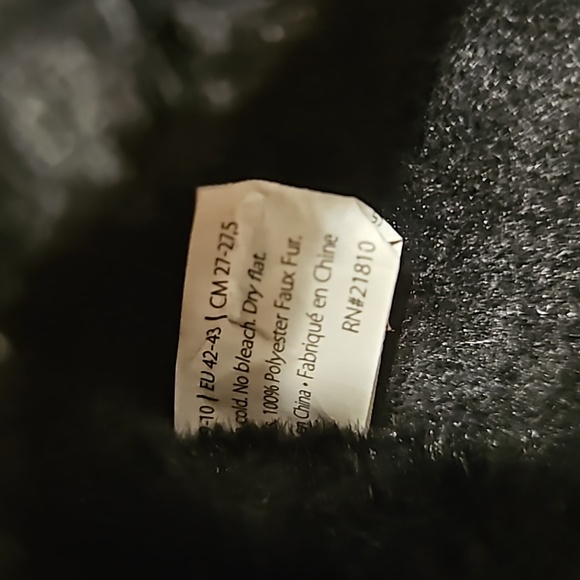 -10 | EU 42-43 | CM 27-27,5
cold. No bleach. Dry flat.
100% Polyester Faux Fur.
en China • Fabriqué en Chine
RN#21810